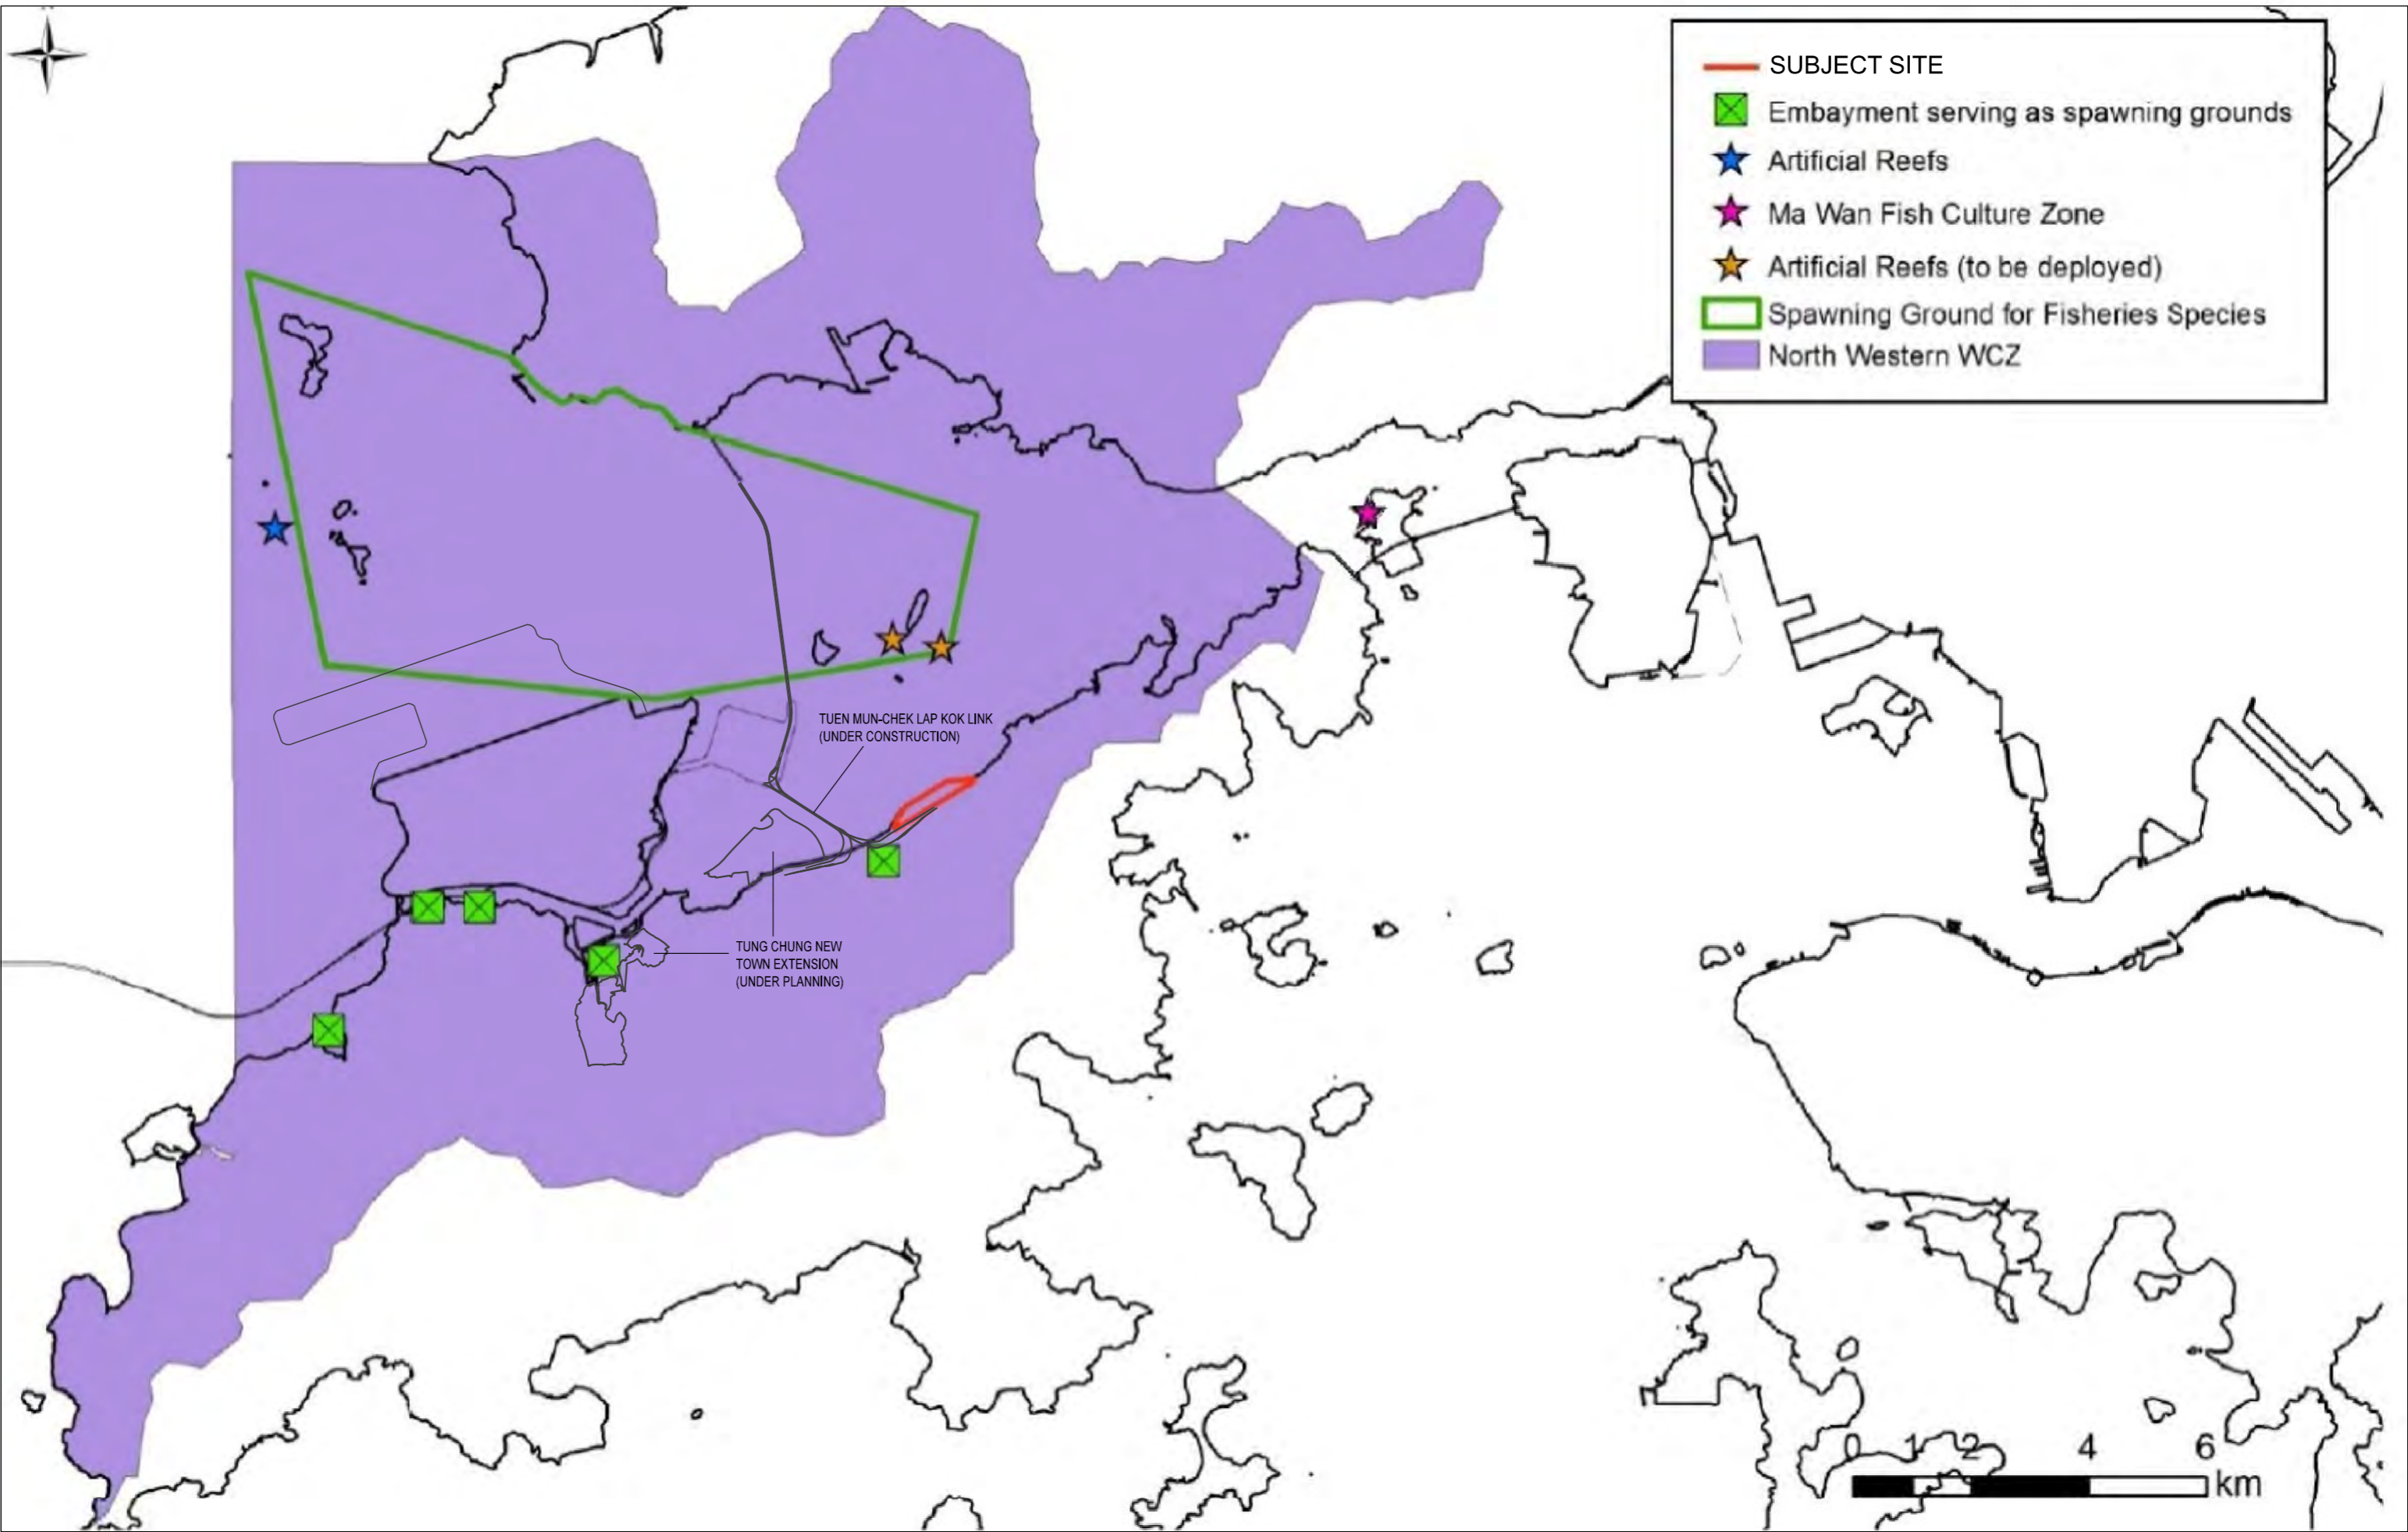 SUBJECT SITE
Embayment serving as spawning grounds
Artificial Reefs
Ma Wan Fish Culture Zone
Artificial Reefs (to be deployed)
Spawning Ground for Fisheries Species
North Western WCZ
TUEN MUN-CHEK LAP KOK LINK
(UNDER CONSTRUCTION)
TUNG CHUNG NEW
TOWN EXTENSION
(UNDER PLANNING)
0 1 2 4 6
km